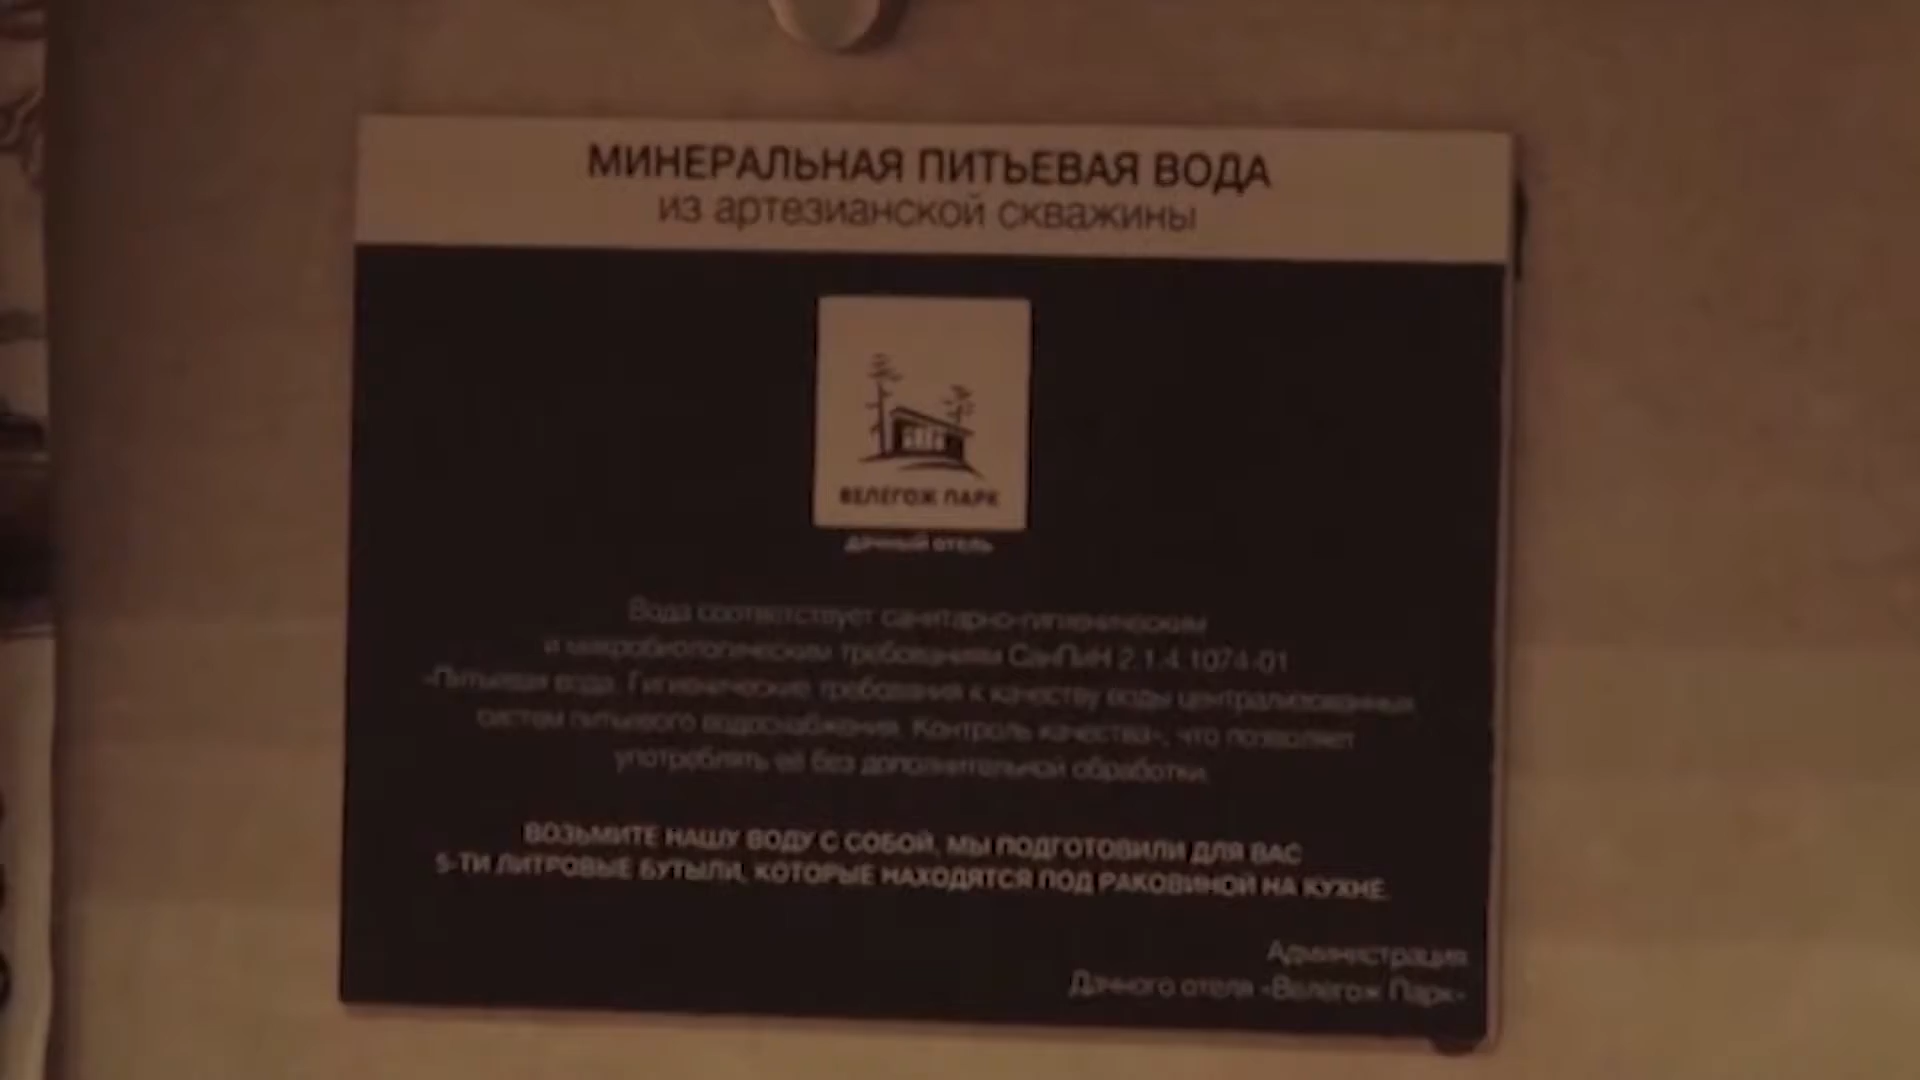 МИНЕРАЛЬНАЯ ПИТЬЕВАЯ ВОДА
из артезианской скважины
ВЕЛЕГОЖ ПАРК
дачный отель
Вода соответствует санитарно-гигиеническим
и микробиологическим требованиям СанПиН 2.1.4.1074-01
«Питьевая вода. Гигиенические требования к качеству воды централизованных
систем питьевого водоснабжения. Контроль качества», что позволяет
употреблять её без дополнительной обработки.
ВОЗЬМИТЕ НАШУ ВОДУ С СОБОЙ. МЫ ПОДГОТОВИЛИ ДЛЯ ВАС
5-ТИ ЛИТРОВЫЕ БУТЫЛИ, КОТОРЫЕ НАХОДЯТСЯ ПОД РАКОВИНОЙ НА КУХНЕ.
Администрация
Дачного отеля «Велегож Парк»